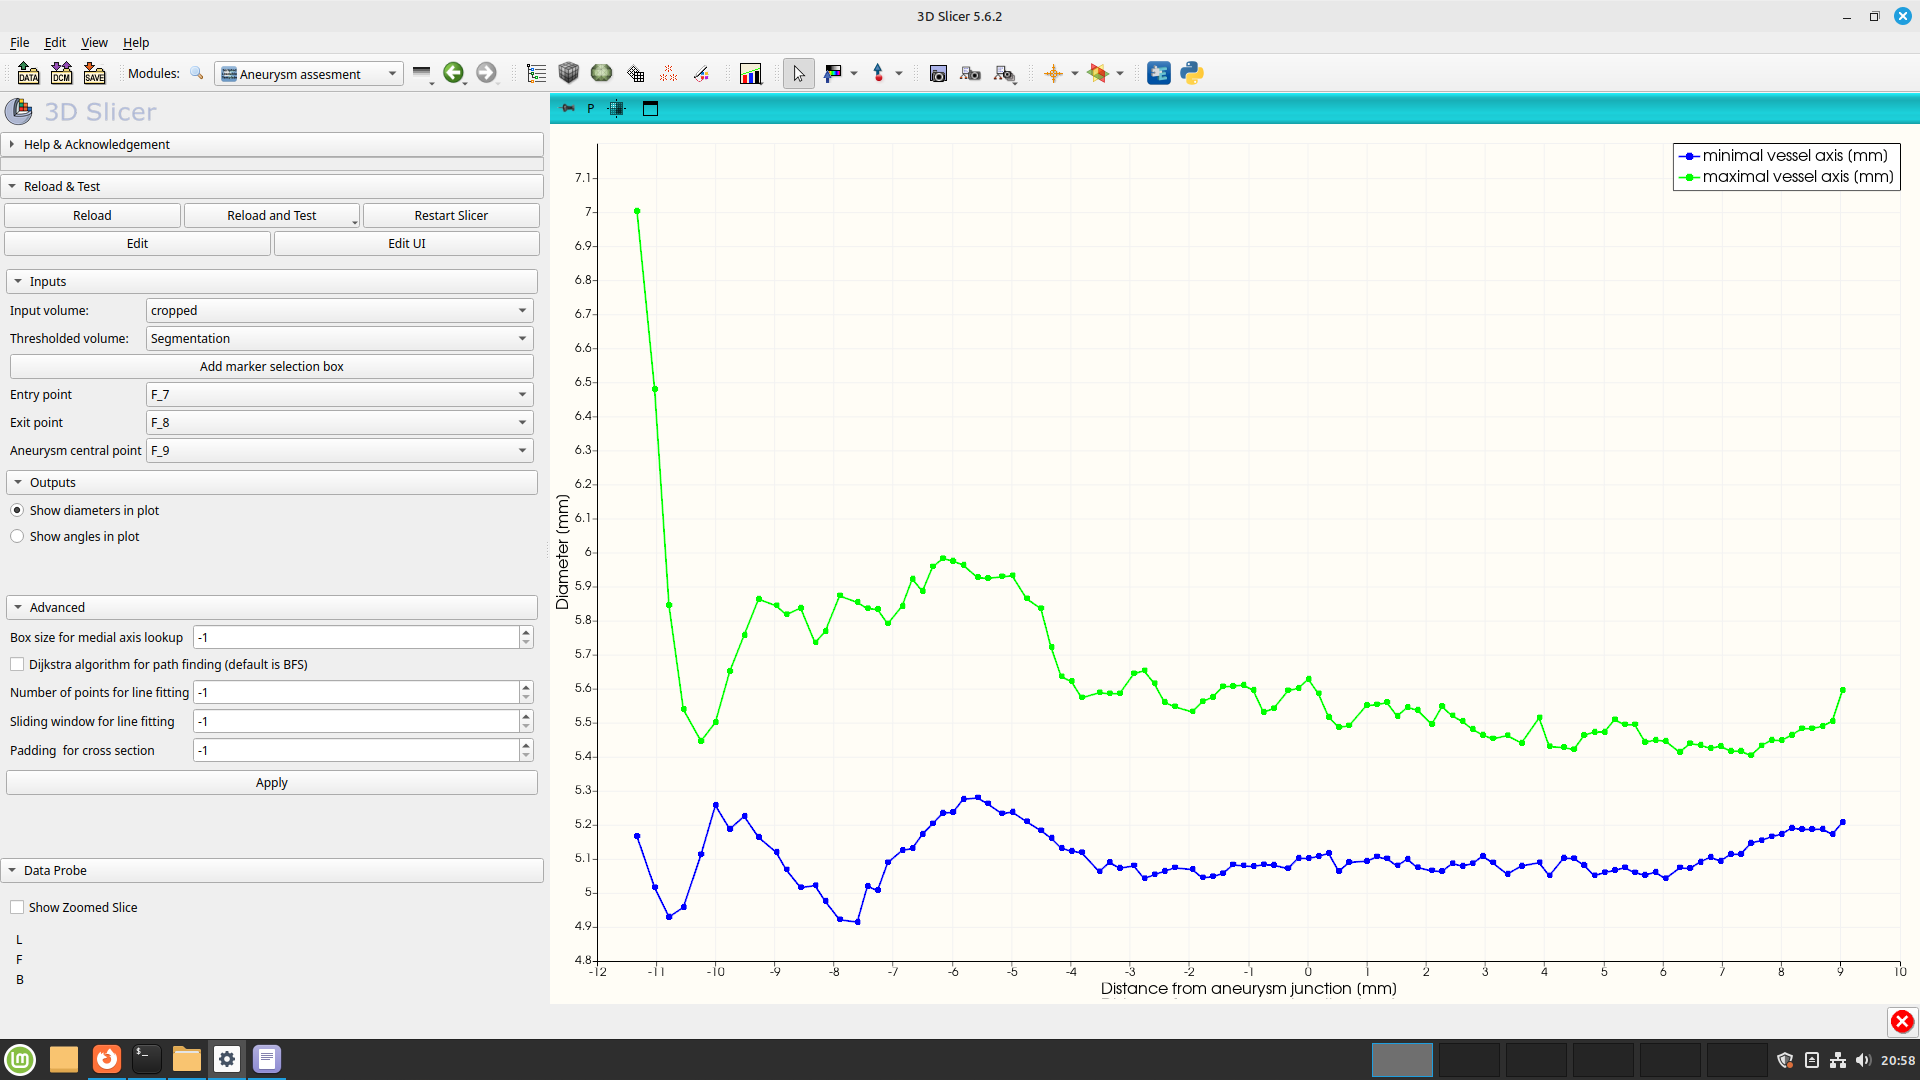 3D Slicer 5.6.2
File Edit View Help
DATA DCM SAVE Modules: Aneurysm assesment
3D Slicer
Help & Acknowledgement
Reload & Test
Reload Reload and Test Restart Slicer
Edit Edit UI
Inputs
Input volume: cropped
Thresholded volume: Segmentation
Add marker selection box
Entry point F_7
Exit point F_8
Aneurysm central point F_9
Outputs
Show diameters in plot
Show angles in plot
Advanced
Box size for medial axis lookup -1
Dijkstra algorithm for path finding (default is BFS)
Number of points for line fitting -1
Sliding window for line fitting -1
Padding for cross section -1
Apply
Data Probe
Show Zoomed Slice
L
F
B
P
minimal vessel axis (mm)
maximal vessel axis (mm)
7.1
7
6.9
6.8
6.7
6.6
6.5
6.4
6.3
6.2
6.1
6
5.9
5.8
5.7
5.6
5.5
5.4
5.3
5.2
5.1
5
4.9
4.8
Diameter (mm)
-12 -11 -10 -9 -8 -7 -6 -5 -4 -3 -2 -1 0 1 2 3 4 5 6 7 8 9 10
Distance from aneurysm junction (mm)
20:58